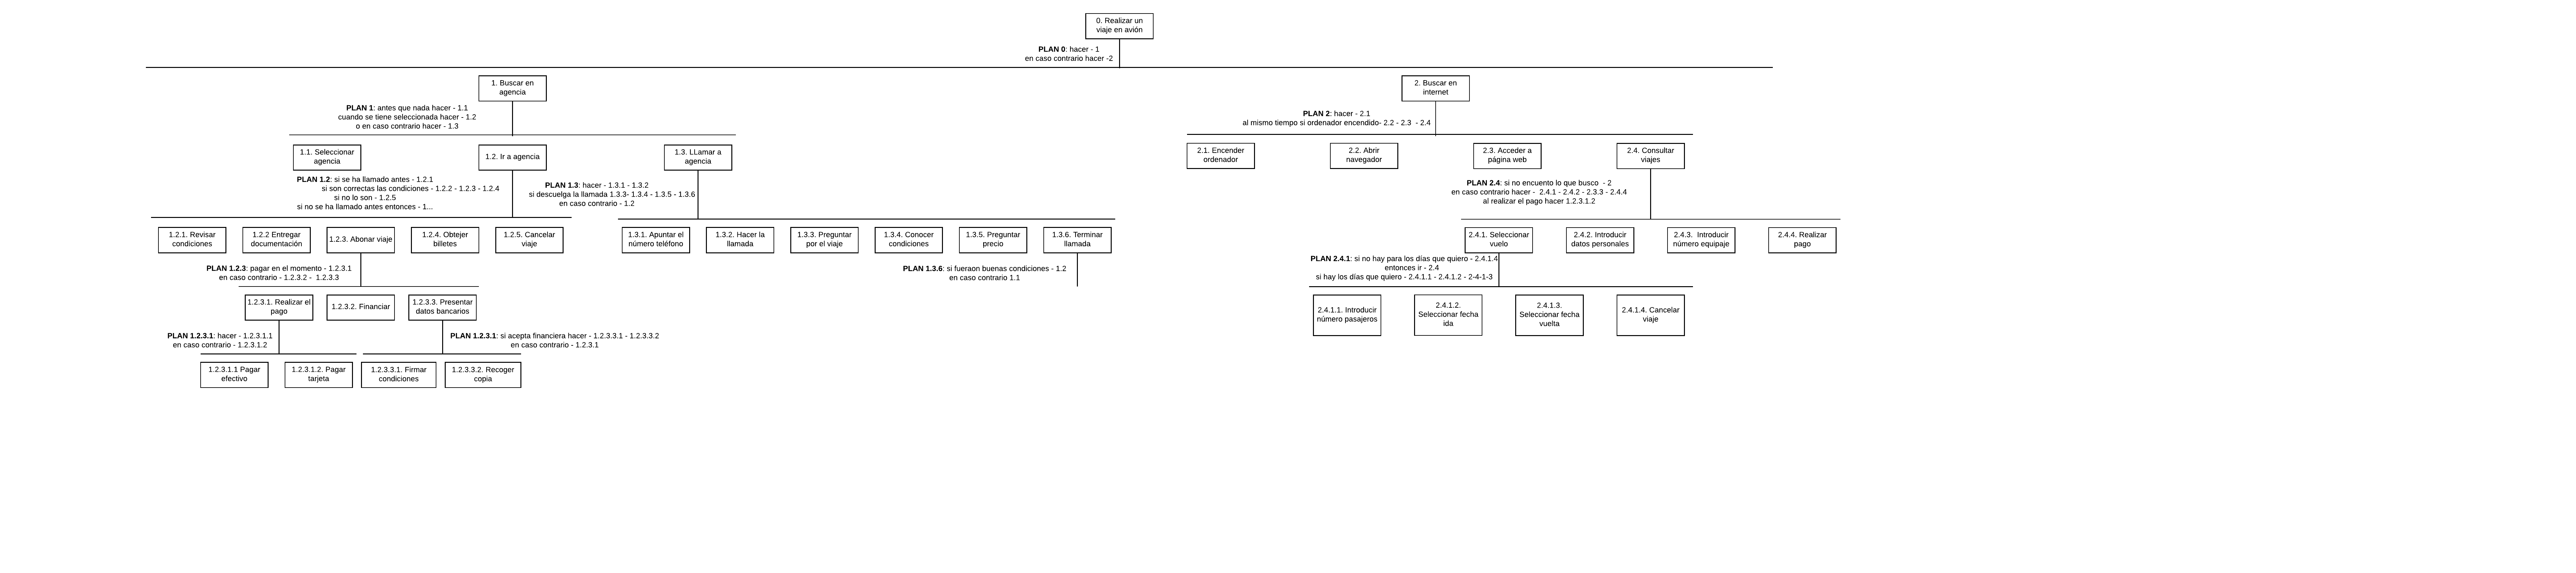 0. Realizar un
viaje en avión
PLAN 0: hacer - 1
en caso contrario hacer -2
1. Buscar en
agencia
2. Buscar en
internet
PLAN 1: antes que nada hacer - 1.1
cuando se tiene seleccionada hacer - 1.2
o en caso contrario hacer - 1.3
PLAN 2: hacer - 2.1
al mismo tiempo si ordenador encendido- 2.2 - 2.3  - 2.4
1.1. Seleccionar
agencia
1.2. Ir a agencia
1.3. LLamar a
agencia
2.1. Encender
ordenador
2.2. Abrir
navegador
2.3. Acceder a
página web
2.4. Consultar
viajes
PLAN 1.2: si se ha llamado antes - 1.2.1
si son correctas las condiciones - 1.2.2 - 1.2.3 - 1.2.4
si no lo son - 1.2.5
si no se ha llamado antes entonces - 1...
PLAN 1.3: hacer - 1.3.1 - 1.3.2
si descuelga la llamada 1.3.3- 1.3.4 - 1.3.5 - 1.3.6
en caso contrario - 1.2
PLAN 2.4: si no encuento lo que busco  - 2
en caso contrario hacer -  2.4.1 - 2.4.2 - 2.3.3 - 2.4.4
al realizar el pago hacer 1.2.3.1.2
1.2.1. Revisar
condiciones
1.2.2 Entregar
documentación
1.2.3. Abonar viaje
1.2.4. Obtejer
billetes
1.2.5. Cancelar
viaje
1.3.1. Apuntar el
número teléfono
1.3.2. Hacer la
llamada
1.3.3. Preguntar
por el viaje
1.3.4. Conocer
condiciones
1.3.5. Preguntar
precio
1.3.6. Terminar
llamada
2.4.1. Seleccionar
vuelo
2.4.2. Introducir
datos personales
2.4.3.  Introducir
número equipaje
2.4.4. Realizar
pago
PLAN 1.2.3: pagar en el momento - 1.2.3.1
en caso contrario - 1.2.3.2 -  1.2.3.3
PLAN 1.3.6: si fueraon buenas condiciones - 1.2
en caso contrario 1.1
PLAN 2.4.1: si no hay para los días que quiero - 2.4.1.4
entonces ir - 2.4
si hay los días que quiero - 2.4.1.1 - 2.4.1.2 - 2-4-1-3
1.2.3.1. Realizar el
pago
1.2.3.2. Financiar
1.2.3.3. Presentar
datos bancarios
2.4.1.1. Introducir
número pasajeros
2.4.1.2.
Seleccionar fecha
ida
2.4.1.3.
Seleccionar fecha
vuelta
2.4.1.4. Cancelar
viaje
PLAN 1.2.3.1: hacer - 1.2.3.1.1
en caso contrario - 1.2.3.1.2
PLAN 1.2.3.1: si acepta financiera hacer - 1.2.3.3.1 - 1.2.3.3.2
en caso contrario - 1.2.3.1
1.2.3.1.1 Pagar
efectivo
1.2.3.1.2. Pagar
tarjeta
1.2.3.3.1. Firmar
condiciones
1.2.3.3.2. Recoger
copia